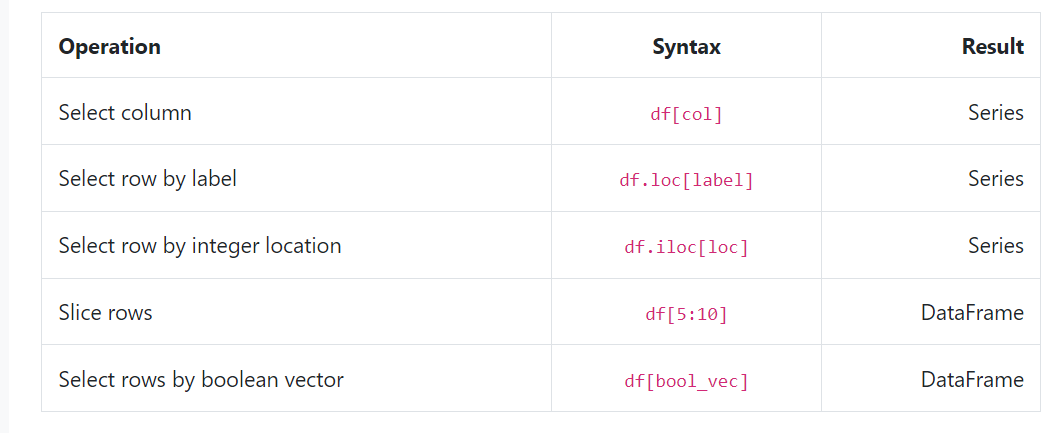 Operation Syntax Result
Select column df[col] Series
Select row by label df.loc[label] Series
Select row by integer location df.iloc[loc] Series
Slice rows df[5:10] DataFrame
Select rows by boolean vector df[bool_vec] DataFrame